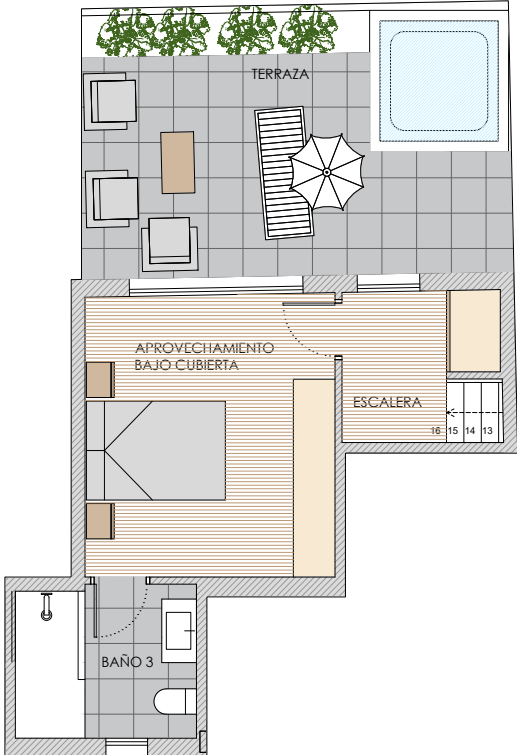 TERRAZA
APROVECHAMIENTO
BAJO CUBIERTA
ESCALERA
16 15 14 13
BAÑO 3